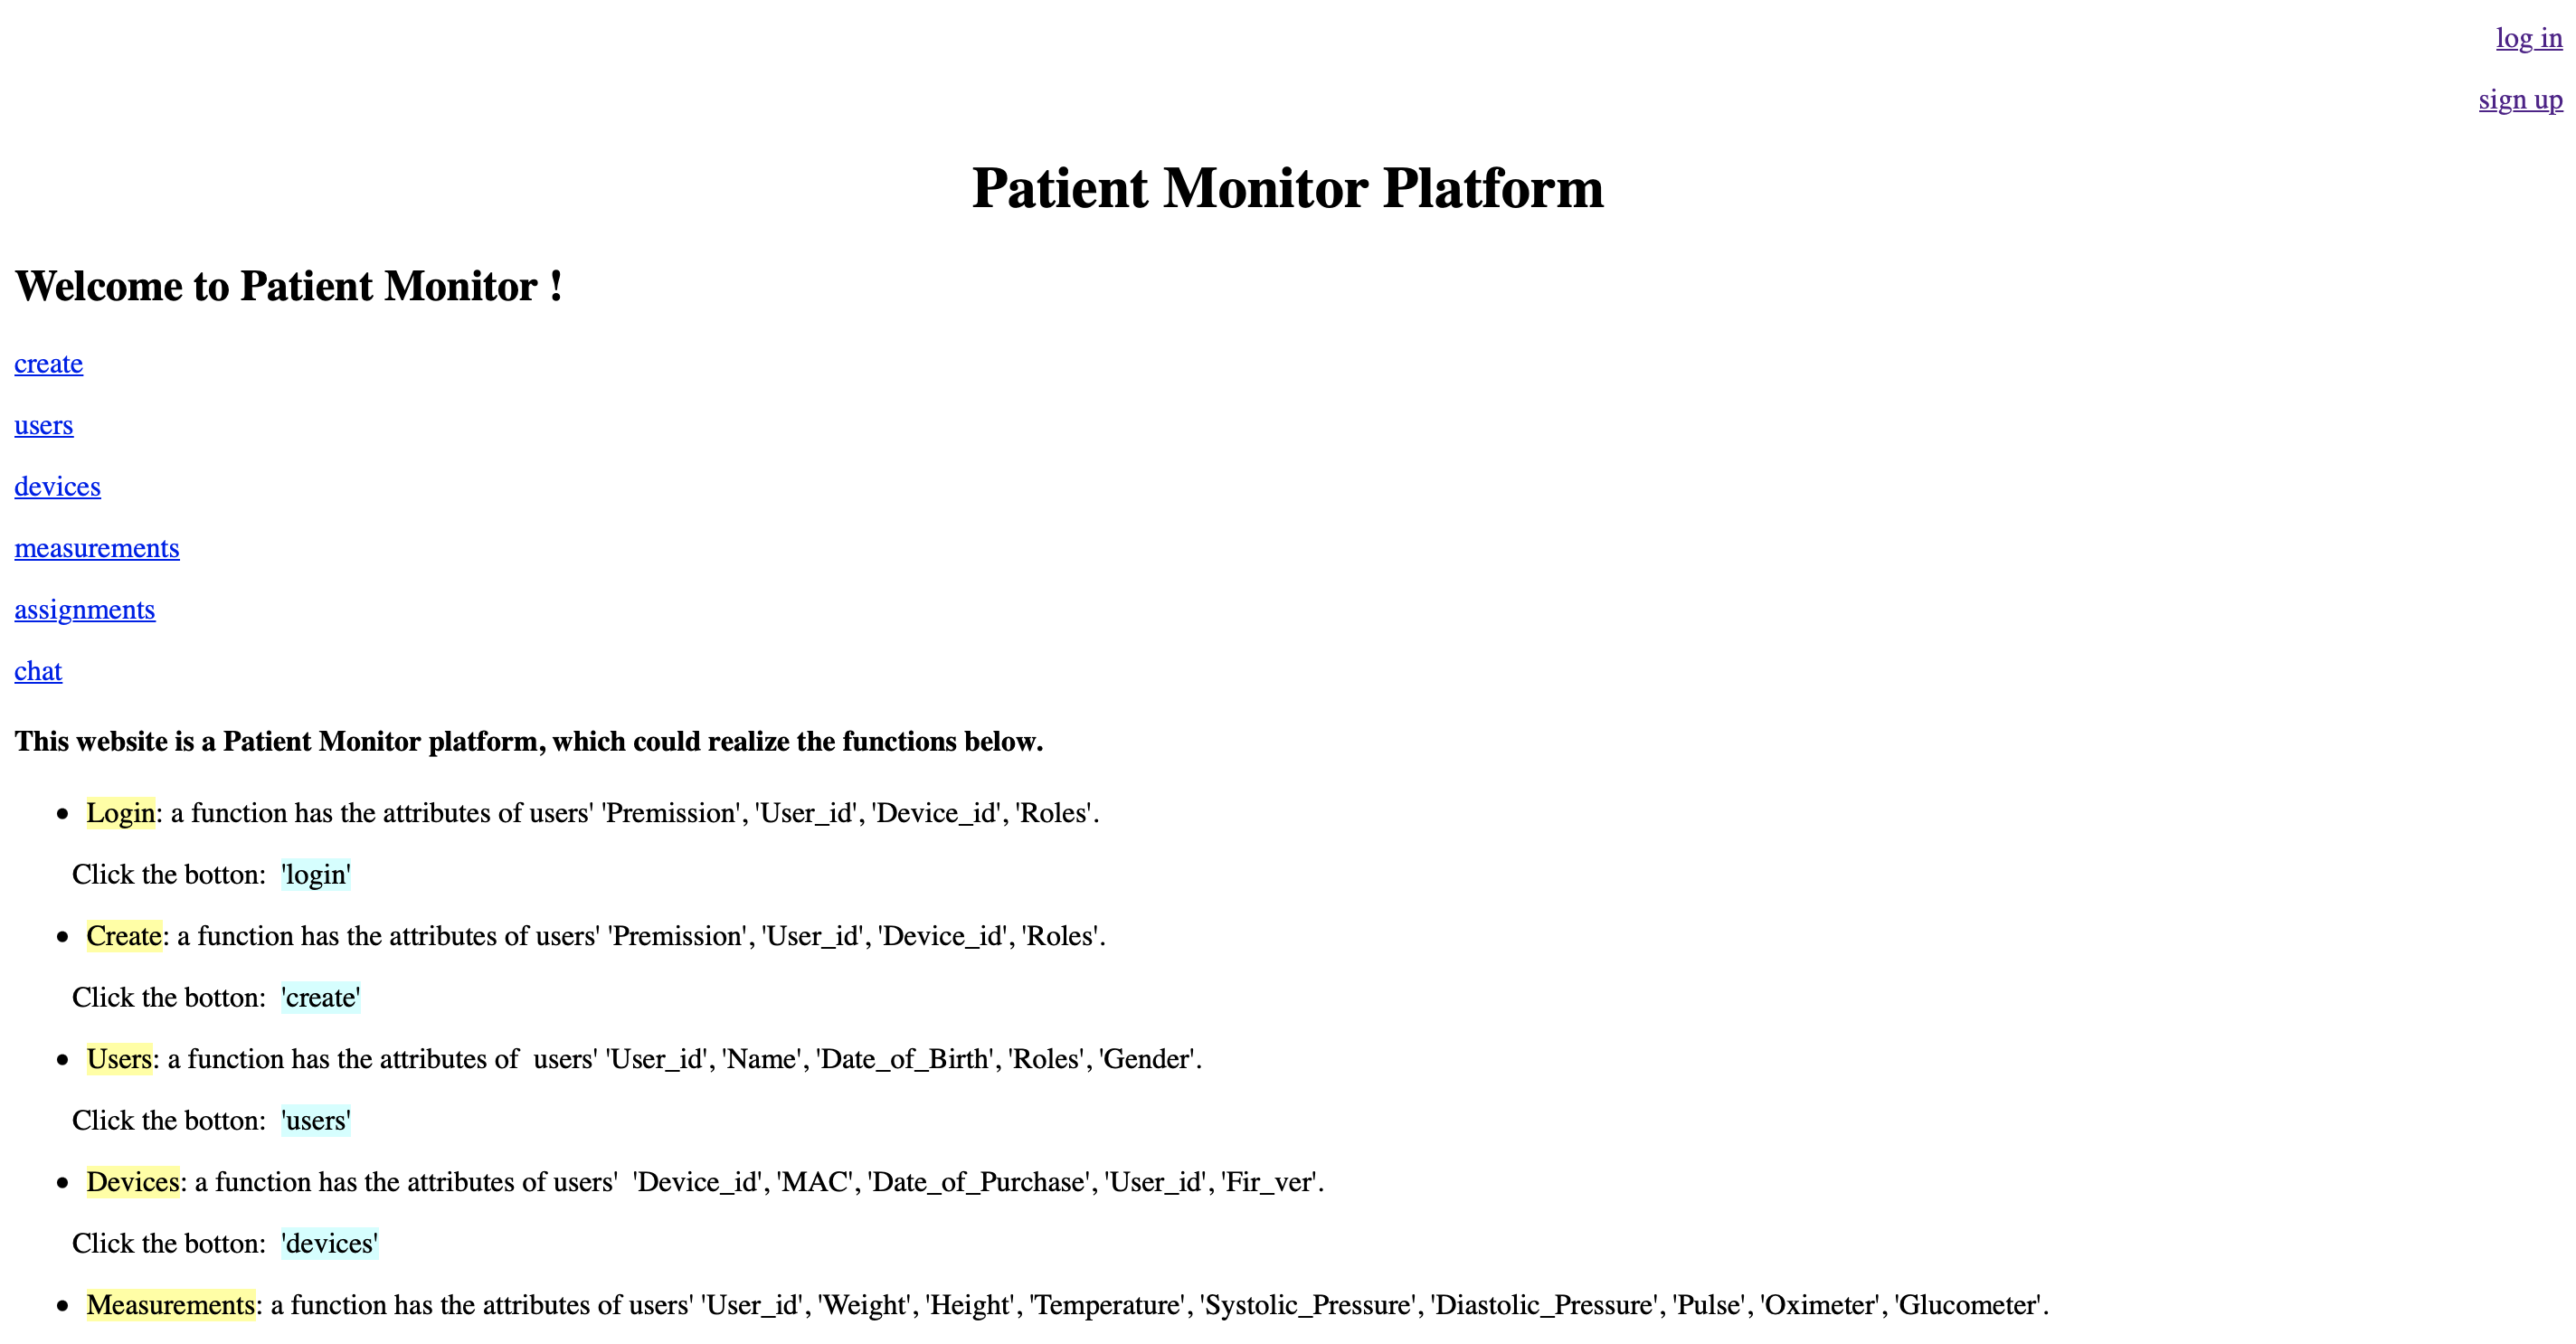 log in
sign up
Patient Monitor Platform
Welcome to Patient Monitor !
create
users
devices
measurements
assignments
chat
This website is a Patient Monitor platform, which could realize the functions below.
• Login: a function has the attributes of users' 'Premission', 'User_id', 'Device_id', 'Roles'.
Click the botton: 'login'
• Create: a function has the attributes of users' 'Premission', 'User_id', 'Device_id', 'Roles'.
Click the botton: 'create'
• Users: a function has the attributes of users' 'User_id', 'Name', 'Date_of_Birth', 'Roles', 'Gender'.
Click the botton: 'users'
• Devices: a function has the attributes of users' 'Device_id', 'MAC', 'Date_of_Purchase', 'User_id', 'Fir_ver'.
Click the botton: 'devices'
• Measurements: a function has the attributes of users' 'User_id', 'Weight', 'Height', 'Temperature', 'Systolic_Pressure', 'Diastolic_Pressure', 'Pulse', 'Oximeter', 'Glucometer'.